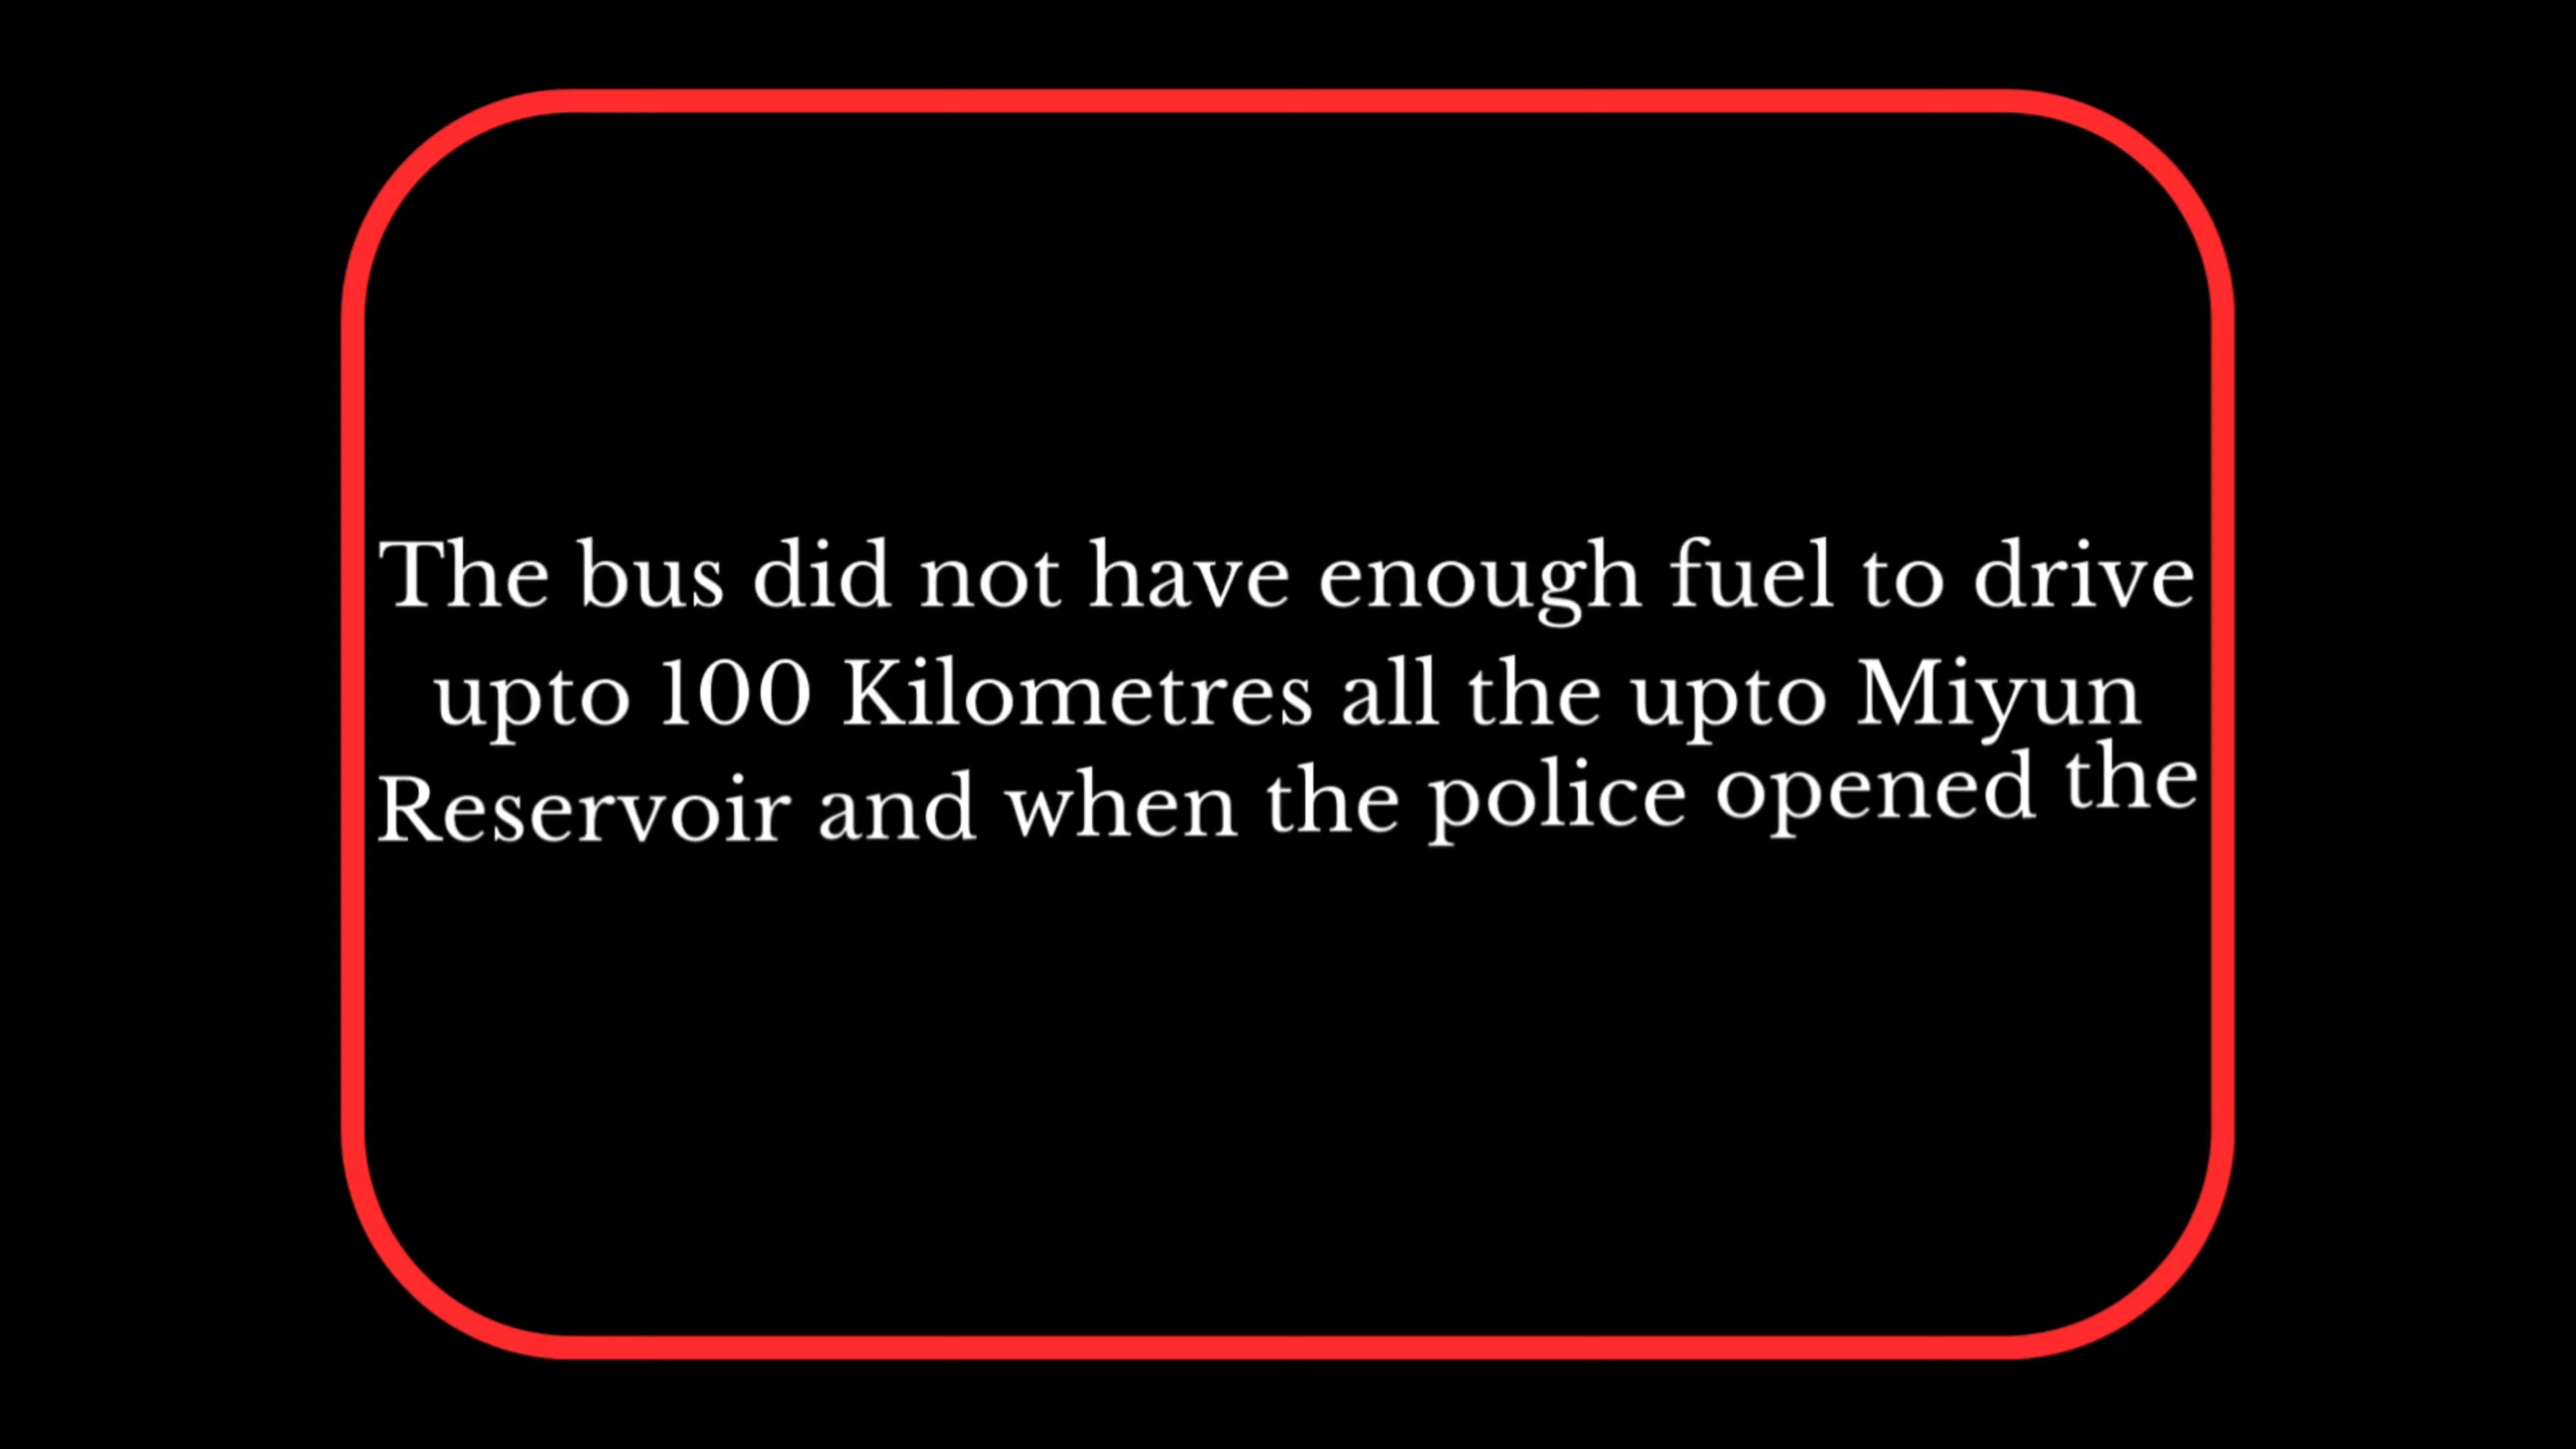 The bus did not have enough fuel to drive
upto 100 Kilometres all the upto Miyun
Reservoir and when the police opened the